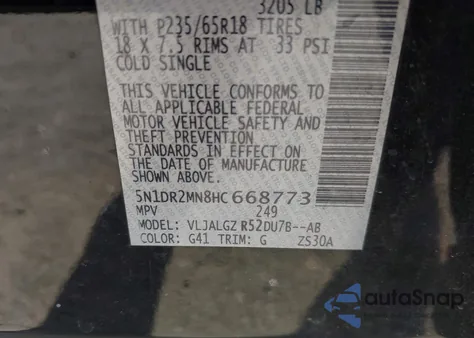 3205 LB
WITH P235/65R18 TIRES
18 X 7.5 RIMS AT 33 PSI
COLD SINGLE
THIS VEHICLE CONFORMS TO
ALL APPLICABLE FEDERAL
MOTOR VEHICLE SAFETY AND
THEFT PREVENTION
STANDARDS IN EFFECT ON
THE DATE OF MANUFACTURE
SHOWN ABOVE.
5N1DR2MN8HC668773
MPV 249
MODEL: VLJALGZ R52DU7B--AB
COLOR: G41 TRIM: G ZS30A
autoSnap